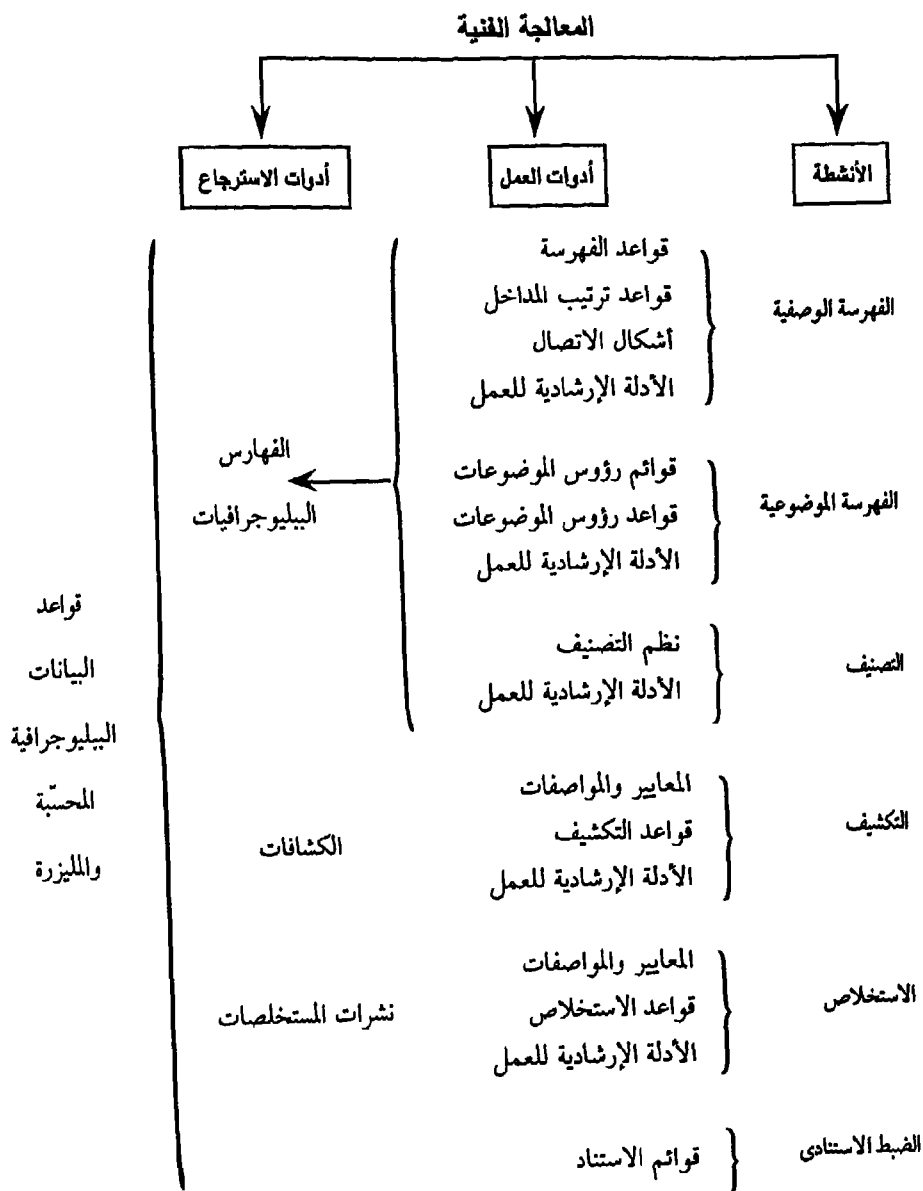 المعالجة الفنية
الأنشطة
أدوات العمل
أدوات الاسترجاع
الفهرسة الوصفية
قواعد الفهرسة
قواعد ترتيب المداخل
أشكال الاتصال
الأدلة الإرشادية للعمل
الفهرسة الموضوعية
قوائم رؤوس الموضوعات
قواعد رؤوس الموضوعات
الأدلة الإرشادية للعمل
التصنيف
نظم التصنيف
الأدلة الإرشادية للعمل
الفهارس
الببليوجرافيات
التكشيف
المعايير والمواصفات
قواعد التكشيف
الأدلة الإرشادية للعمل
الكشافات
الاستخلاص
المعايير والمواصفات
قواعد الاستخلاص
الأدلة الإرشادية للعمل
نشرات المستخلصات
الضبط الاستنادى
قوائم الاستناد
قواعد
البيانات
الببليوجرافية
المحسّبة
والمليزرة